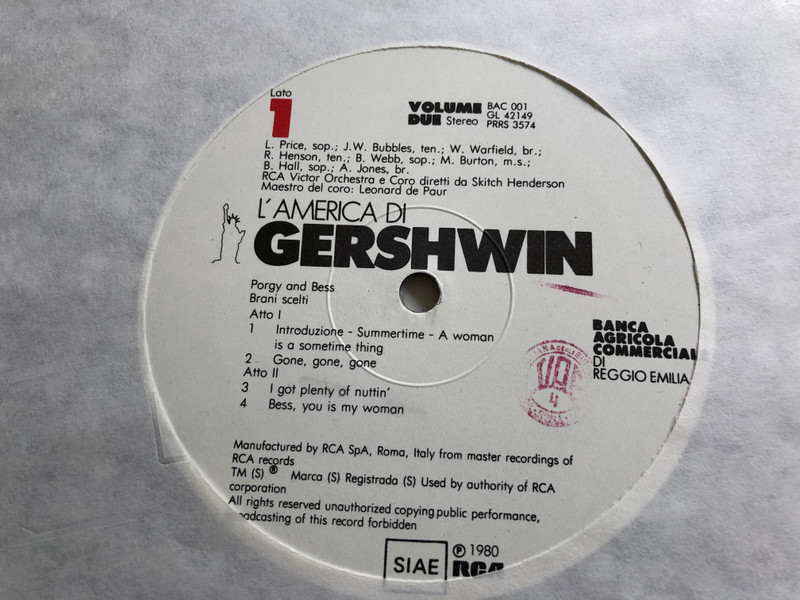 Lato
1
VOLUME DUE Stereo
BAC 001
GL 42149
PRRS 3574
L. Price, sop.; J.W. Bubbles, ten.; W. Warfield, br.;
R. Henson, ten.; B. Webb, sop.; M. Burton, m.s.;
B. Hall, sop.; A. Jones, br.
RCA Victor Orchestra e Coro diretti da Skitch Henderson
Maestro del coro: Leonard de Paur
L'AMERICA DI
GERSHWIN
Porgy and Bess
Brani scelti
Atto I
1 Introduzione - Summertime - A woman
is a sometime thing
2 Gone, gone, gone
Atto II
3 I got plenty of nuttin'
4 Bess, you is my woman
BANCA
AGRICOLA
COMMERCIAL
DI
REGGIO EMILIA
4
Manufactured by RCA SpA, Roma, Italy from master recordings of
RCA records
TM (S) ® Marca (S) Registrada (S) Used by authority of RCA
corporation
All rights reserved unauthorized copying public performance,
oadcasting of this record forbidden
SIAE
℗ 1980
RCA